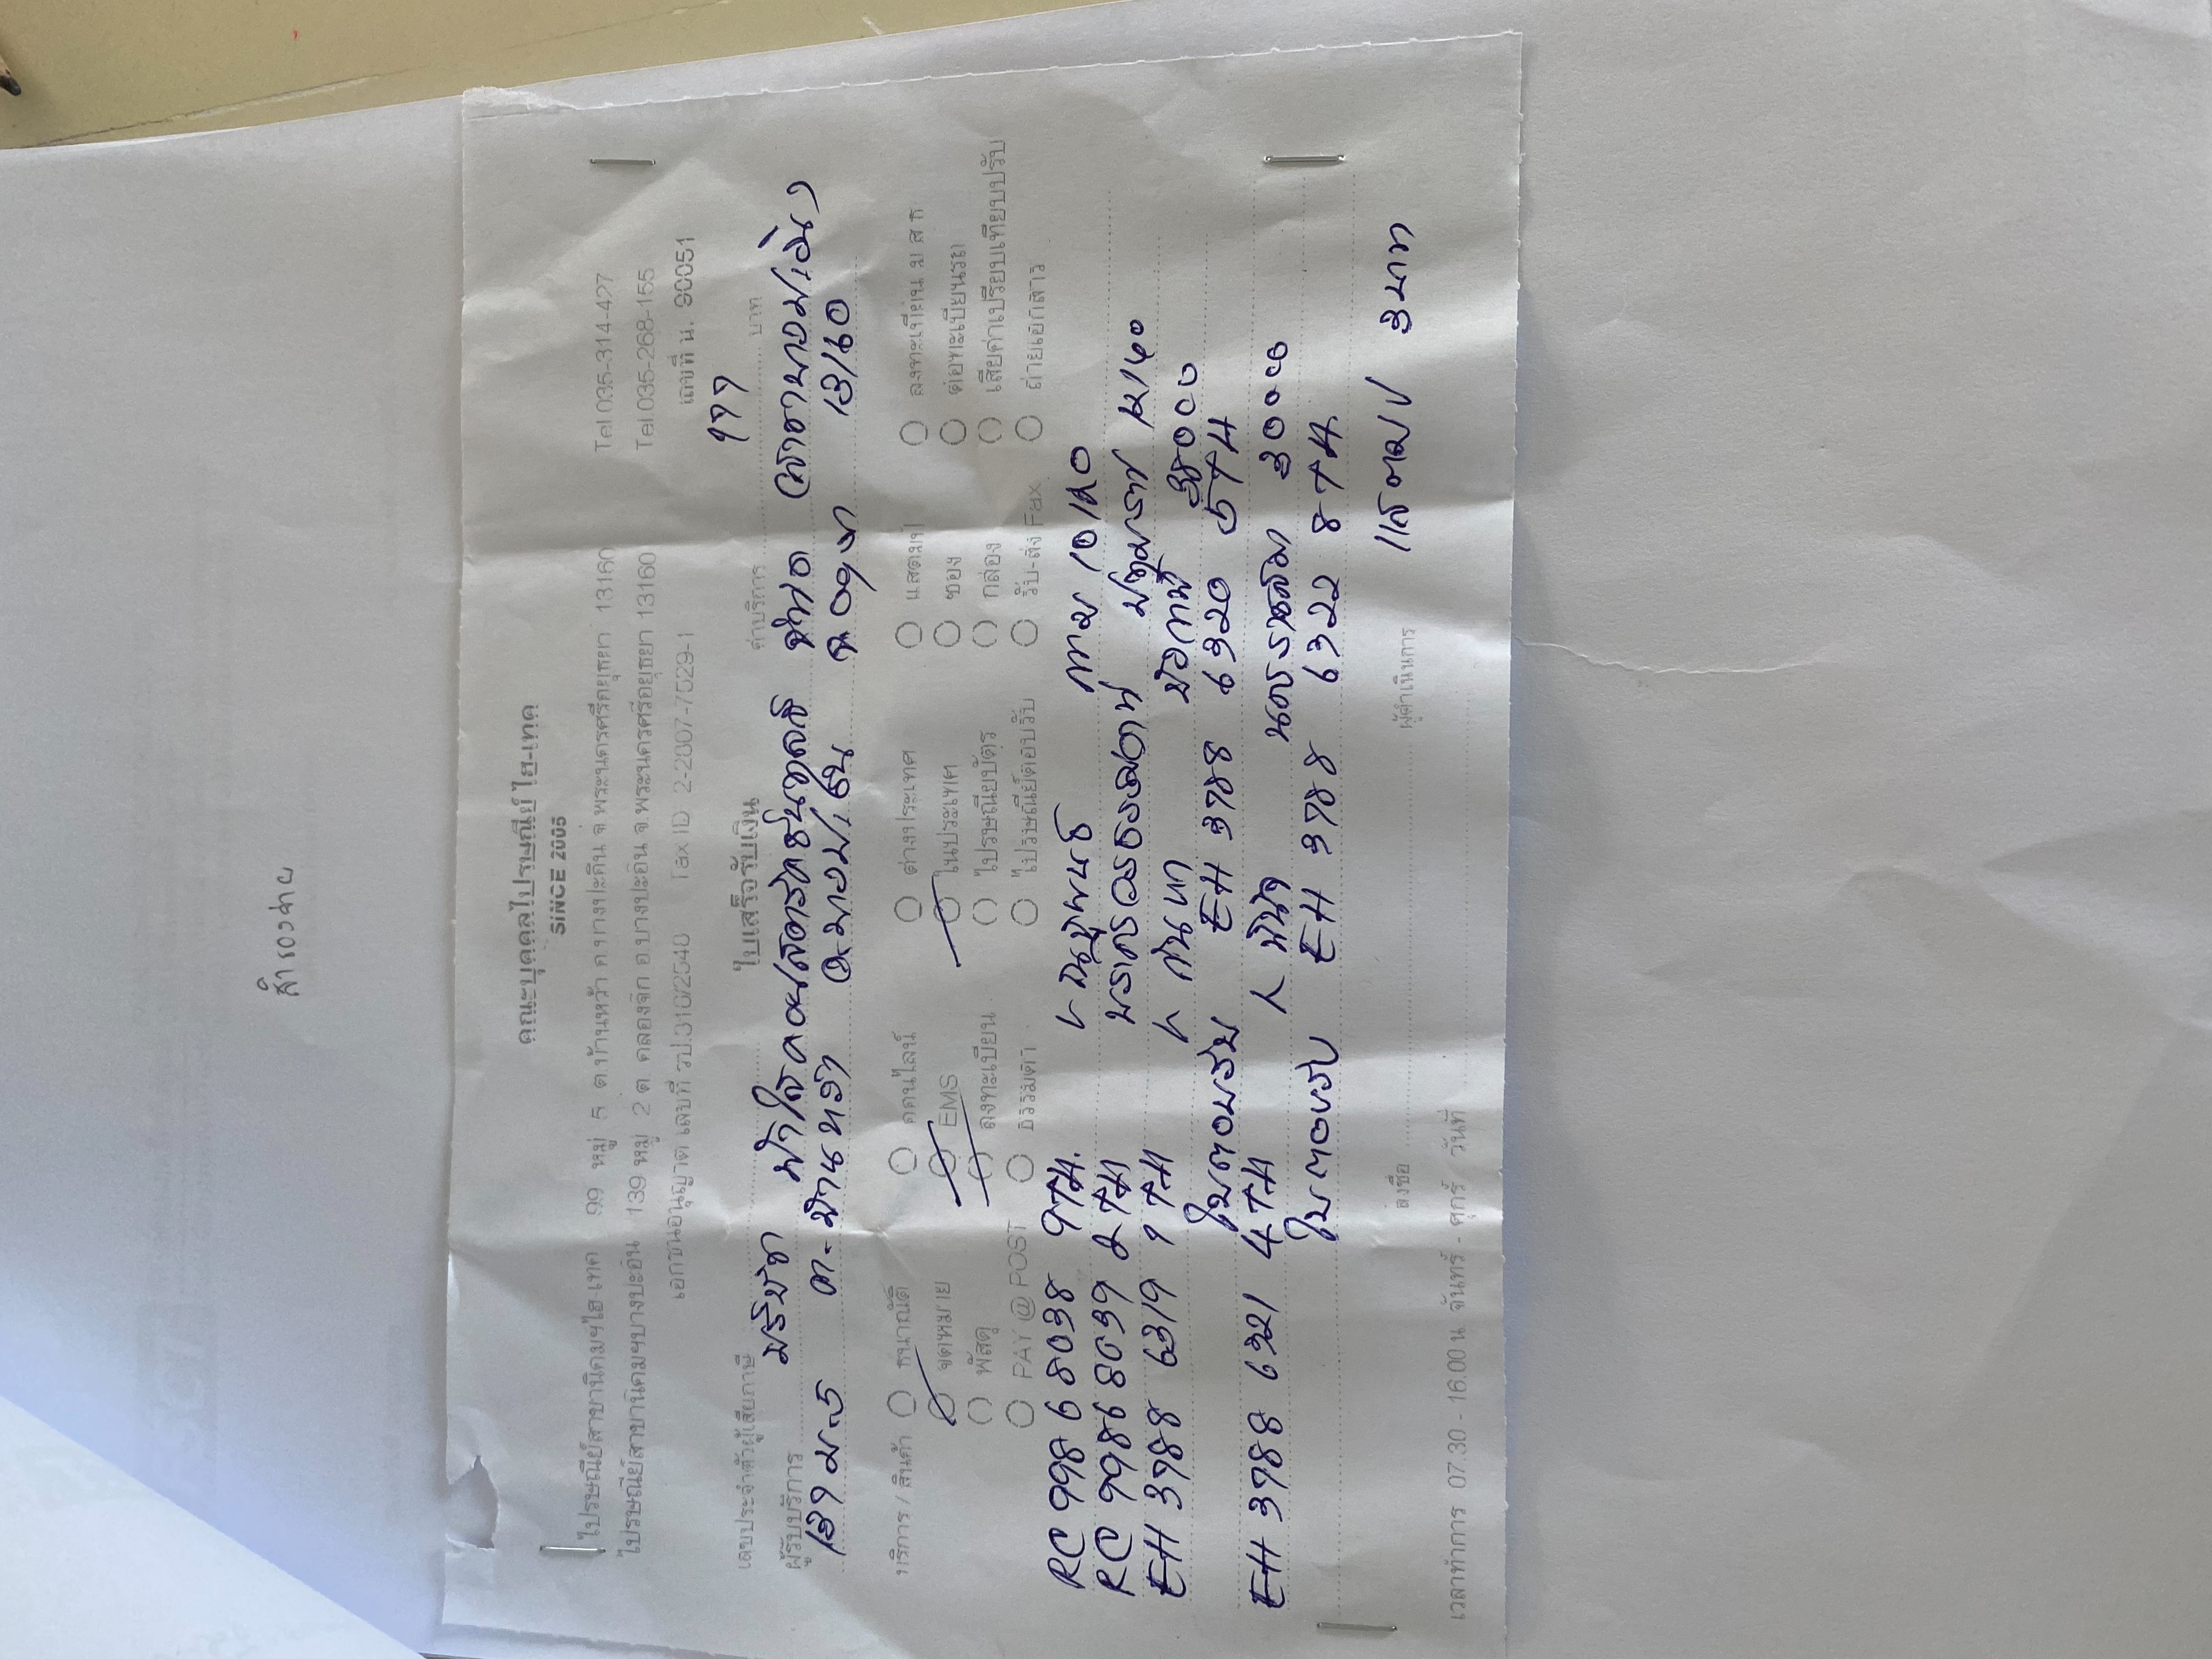 สำรองจ่าย
คณะบุคคลไปรษณีย์ ไฮ-เทค
SINCE 2005
ไปรษณีย์สาขานิคมฯไฮ-เทค 99 หมู่ 5 ต.บ้านหว้า อ.บางปะอิน จ.พระนครศรีอยุธยา 13160 Tel.035-314-427
ไปรษณีย์สาขานิคมฯบางปะอิน 139 หมู่ 2 ต. คลองจิก อ.บางปะอิน จ.พระนครศรีอยุธยา 13160 Tel.035-268-155
เอกชนอนุญาต เลขที่ รป.316/2540 Tax ID 2-2007-7529-1 เลขที่ น. 90051
เลขประจำตัวผู้เสียภาษี ใบเสร็จรับเงิน ค่าบริการ 177 บาท
ผู้รับบริการ บริษัท ฟ้าใสคอนสตรัคชั่น จำกัด (สาขาบางปะอิน)
ม.5 ต.บ้านหว้า อ.บางปะอิน จ.อยุธยา 13160
บริการ / สินค้า ธนาณัติ ออนไลน์ ต่างประเทศ แสตมป์ ลงทะเบียน ม ส ธ
จดหมาย EMS ในประเทศ ซอง ต่อทะเบียนรถ
พัสดุ ลงทะเบียน ไปรษณียบัตร กล่อง เสียค่าเปรียบเทียบปรับ
PAY @ POST ธรรมดา ไปรษณีย์ตอบรับ รับ-ส่ง Fax ถ่ายเอกสาร
RC 998 6 8038 9TH. 10120
RC 9986 8039 2TH 12140
EH 3788 6319 1TH 38000
ใบตอบรับ EH 3788 6320 5TH
EH 3788 6321 4TH พินิจ นครราชสีมา 30000
ใบตอบรับ EH 3788 6322 8TH
ลงชื่อ ผู้ดำเนินการ แสตมป์ 3 บาท
เวลาทำการ 07.30 - 16.00 น. จันทร์ - ศุกร์ วันที่